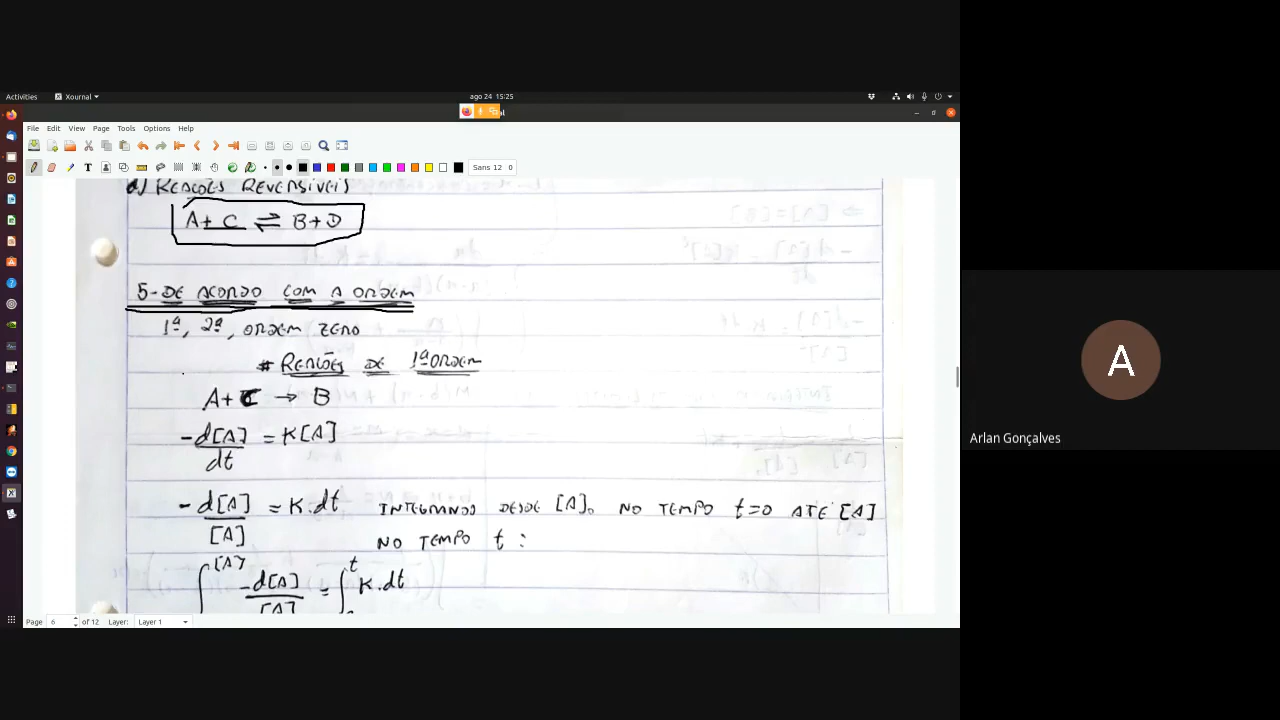 Activities Xournal ago 24 15:25
File Edit View Page Tools Options Help
Sans 12 0
d) REAÇÕES REVERSÍVEIS
A+ C ⇌ B+D
5- DE ACORDO COM A ORDEM
1ª, 2ª, ORDEM ZERO
# REAÇÕES DE 1ª ORDEM
A+ C → B
-d[A]/dt = K[A]
-d[A]/[A] = K.dt INTEGRANDO DESDE [A]₀ NO TEMPO t=0 ATÉ [A]
NO TEMPO t :
∫[A] -d[A]/[A] = ∫t K.dt
Page 6 of 12 Layer: Layer 1
A
Arlan Gonçalves